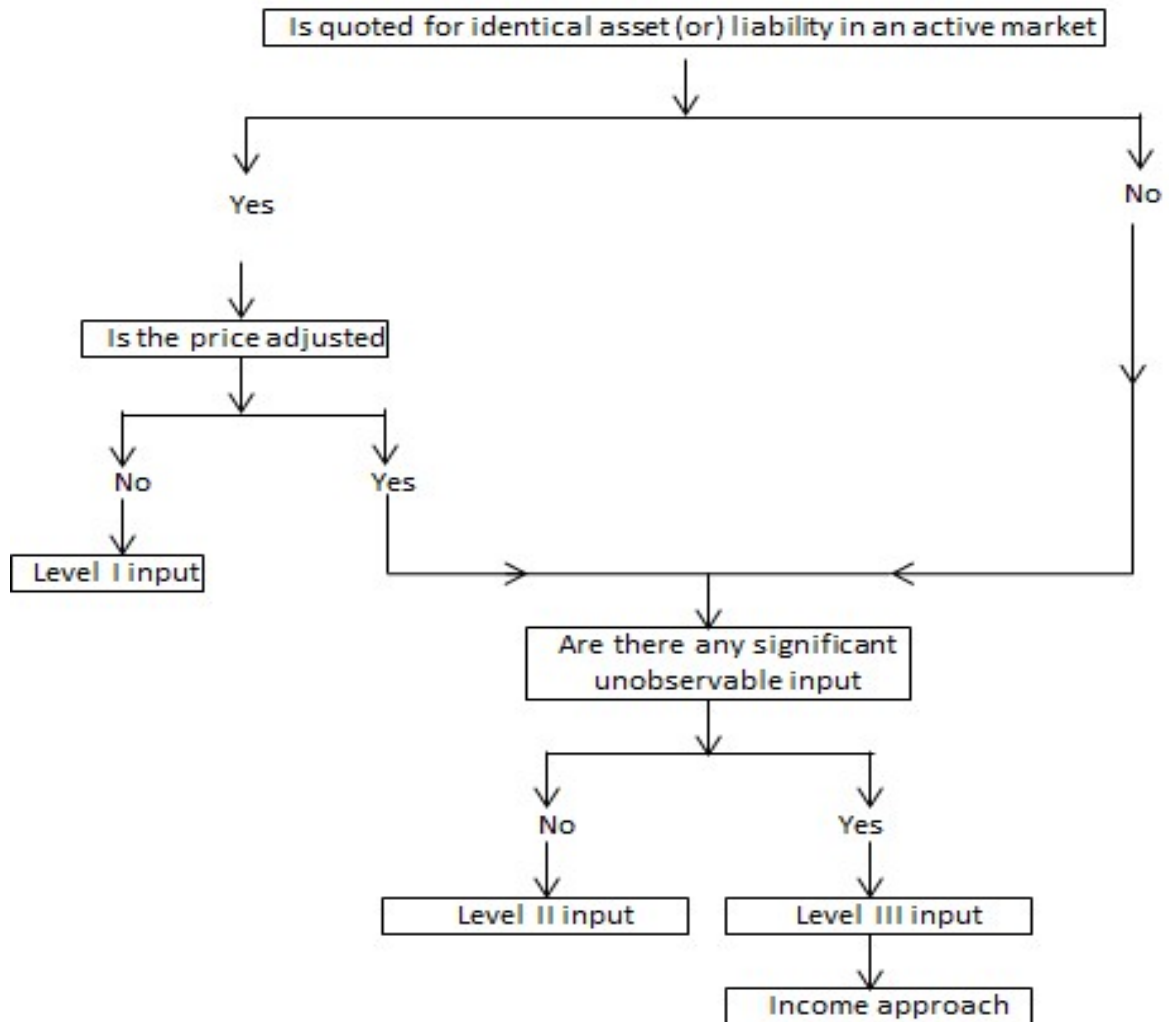 Is quoted for identical asset (or) liability in an active market
Yes
No
Is the price adjusted
No
Yes
Level I input
Are there any significant
unobservable input
No
Yes
Level II input
Level III input
Income approach